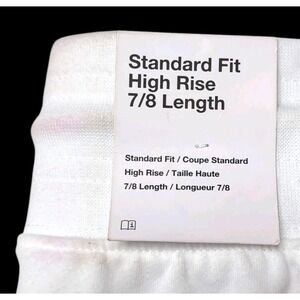 Standard Fit
High Rise
7/8 Length
Standard Fit / Coupe Standard
High Rise / Taille Haute
7/8 Length / Longueur 7/8